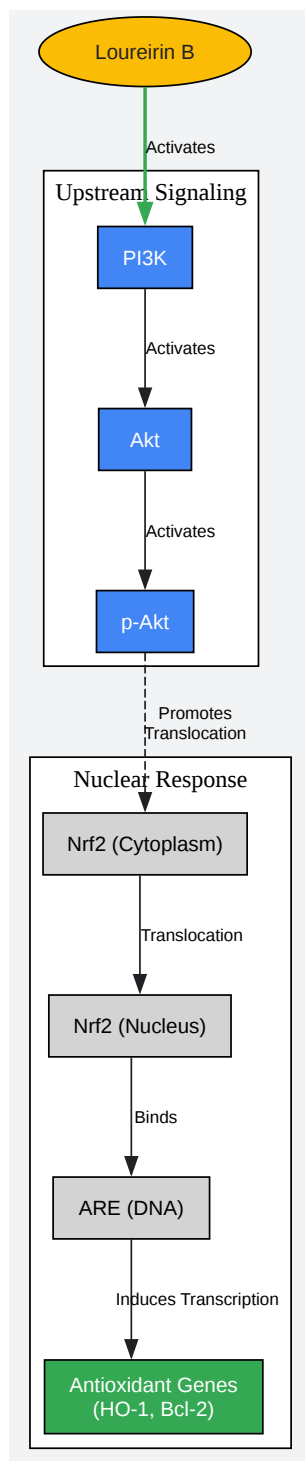 Loureirin B
Activates
Upstream Signaling
PI3K
Activates
Akt
Activates
p-Akt
Promotes
Translocation
Nuclear Response
Nrf2 (Cytoplasm)
Translocation
Nrf2 (Nucleus)
Binds
ARE (DNA)
Induces Transcription
Antioxidant Genes
(HO-1, Bcl-2)